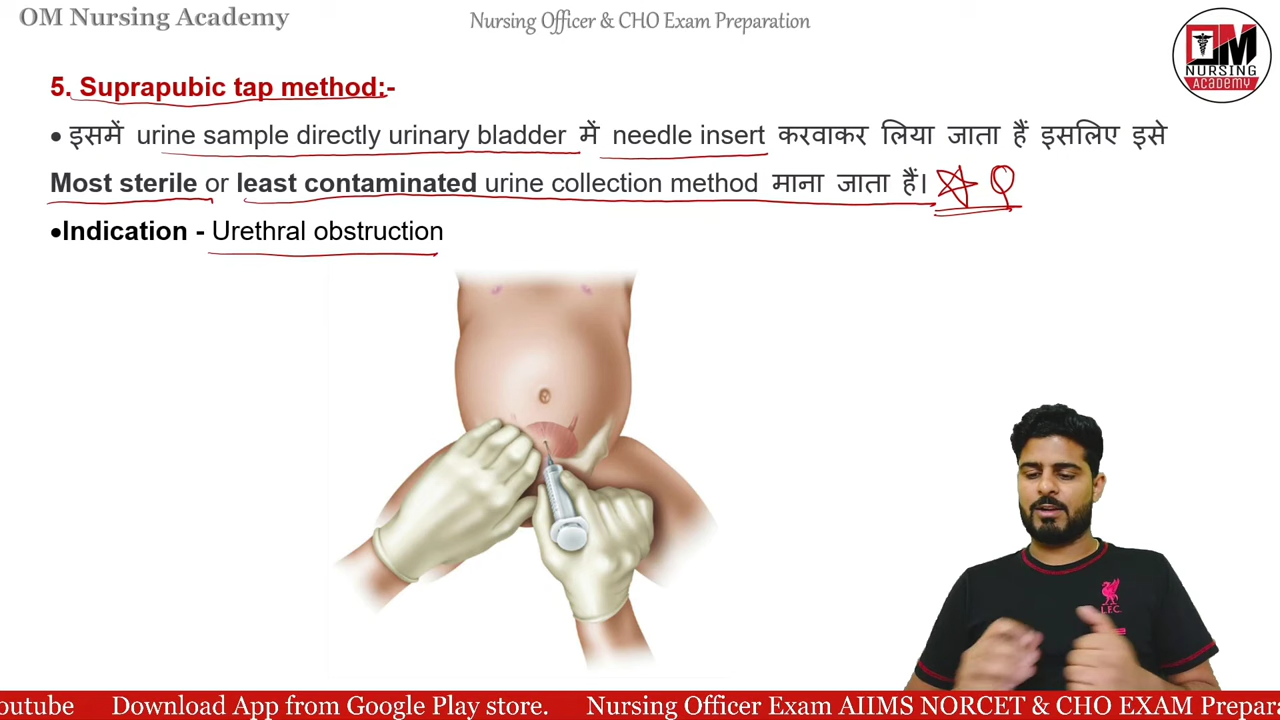 OM Nursing Academy
Nursing Officer & CHO Exam Preparation
OM
NURSING
ACADEMY
5. Suprapubic tap method:-
• इसमें urine sample directly urinary bladder में needle insert करवाकर लिया जाता हैं इसलिए इसे
Most sterile or least contaminated urine collection method माना जाता हैं।
•Indication - Urethral obstruction
L.F.C.
outube Download App from Google Play store. Nursing Officer Exam AIIMS NORCET & CHO EXAM Prepara